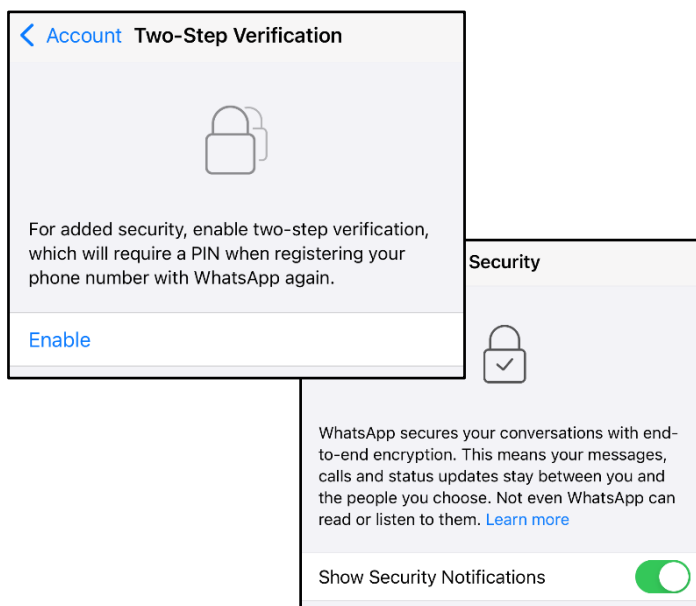 Account Two-Step Verification
For added security, enable two-step verification,
which will require a PIN when registering your
phone number with WhatsApp again.
Enable
Security
WhatsApp secures your conversations with end-
to-end encryption. This means your messages,
calls and status updates stay between you and
the people you choose. Not even WhatsApp can
read or listen to them. Learn more
Show Security Notifications